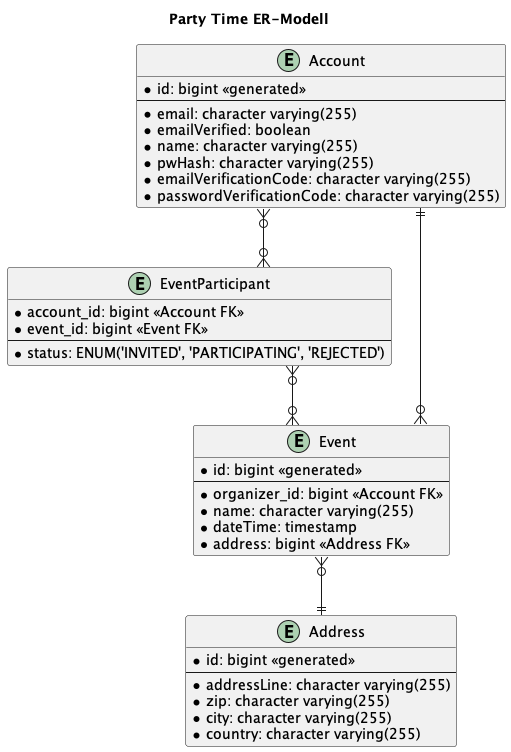 Party Time ER-Modell
E Account
id: bigint «generated»
email: character varying(255)
emailVerified: boolean
name: character varying(255)
pwHash: character varying(255)
emailVerificationCode: character varying(255)
passwordVerificationCode: character varying(255)
E EventParticipant
account_id: bigint «Account FK»
event_id: bigint «Event FK»
status: ENUM('INVITED', 'PARTICIPATING', 'REJECTED')
E Event
id: bigint «generated»
organizer_id: bigint «Account FK»
name: character varying(255)
dateTime: timestamp
address: bigint «Address FK»
E Address
id: bigint «generated»
addressLine: character varying(255)
zip: character varying(255)
city: character varying(255)
country: character varying(255)